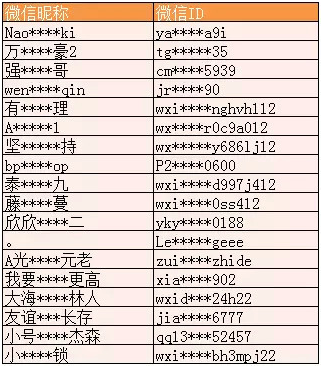 微信昵称 微信ID
Nao****ki ya****a9i
万****豪2 tg****35
强****哥 cm****5939
wen****qin jr****90
有****理 wxi****nghvh112
A****1 wx****r0c9a012
坚*****持 wx****y686lj12
bp****op P2****0600
泰****九 wxi****d997j412
藤****蔓 wxi****0ss412
欣欣****二 yky****0188
。 Le*****geee
A光****元老 zui****zhide
我要****更高 xia****902
大海****林人 wxid***24h22
友谊***长存 jia****6777
小号****杰森 qq13***52457
小****锁 wxi****bh3mpj22